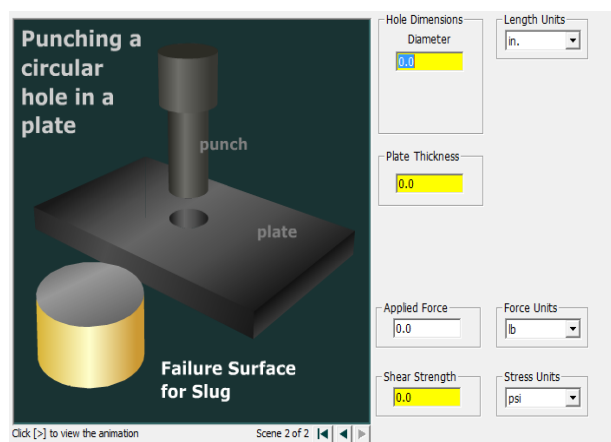 Punching a
circular
hole in a
plate
punch
plate
Failure Surface
for Slug
Click [>] to view the animation
Scene 2 of 2
Hole Dimensions
Diameter
0.0
Length Units
in.
Plate Thickness
0.0
Applied Force
0.0
Force Units
lb
Shear Strength
0.0
Stress Units
psi